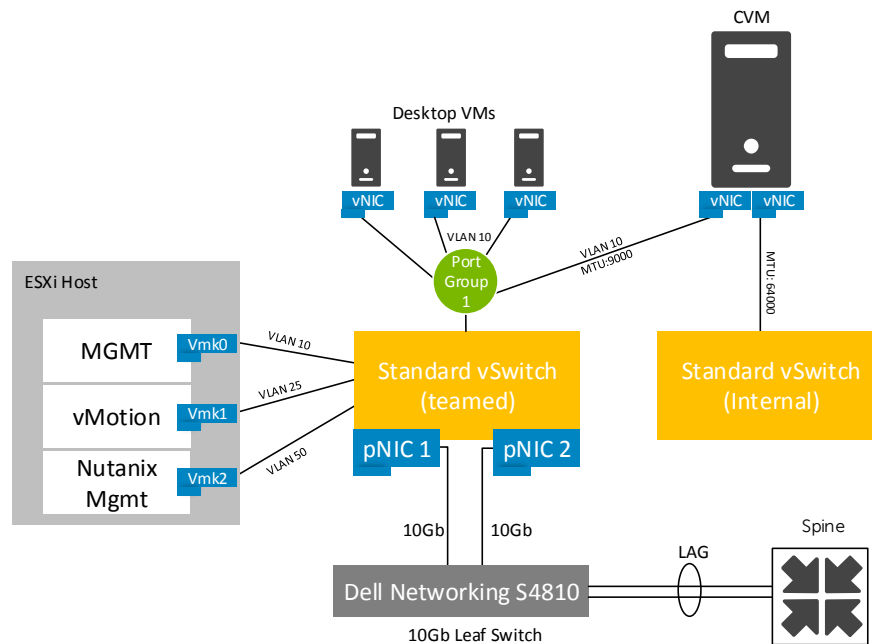 CVM
Desktop VMs
vNIC
vNIC
vNIC
vNIC
vNIC
VLAN 10
VLAN 10
MTU:9000
MTU: 64000
Port
Group
1
ESXi Host
MGMT
Vmk0
VLAN 10
vMotion
Vmk1
VLAN 25
Nutanix
Mgmt
Vmk2
VLAN 50
Standard vSwitch
(teamed)
Standard vSwitch
(Internal)
pNIC 1
pNIC 2
10Gb
10Gb
Spine
LAG
Dell Networking S4810
10Gb Leaf Switch